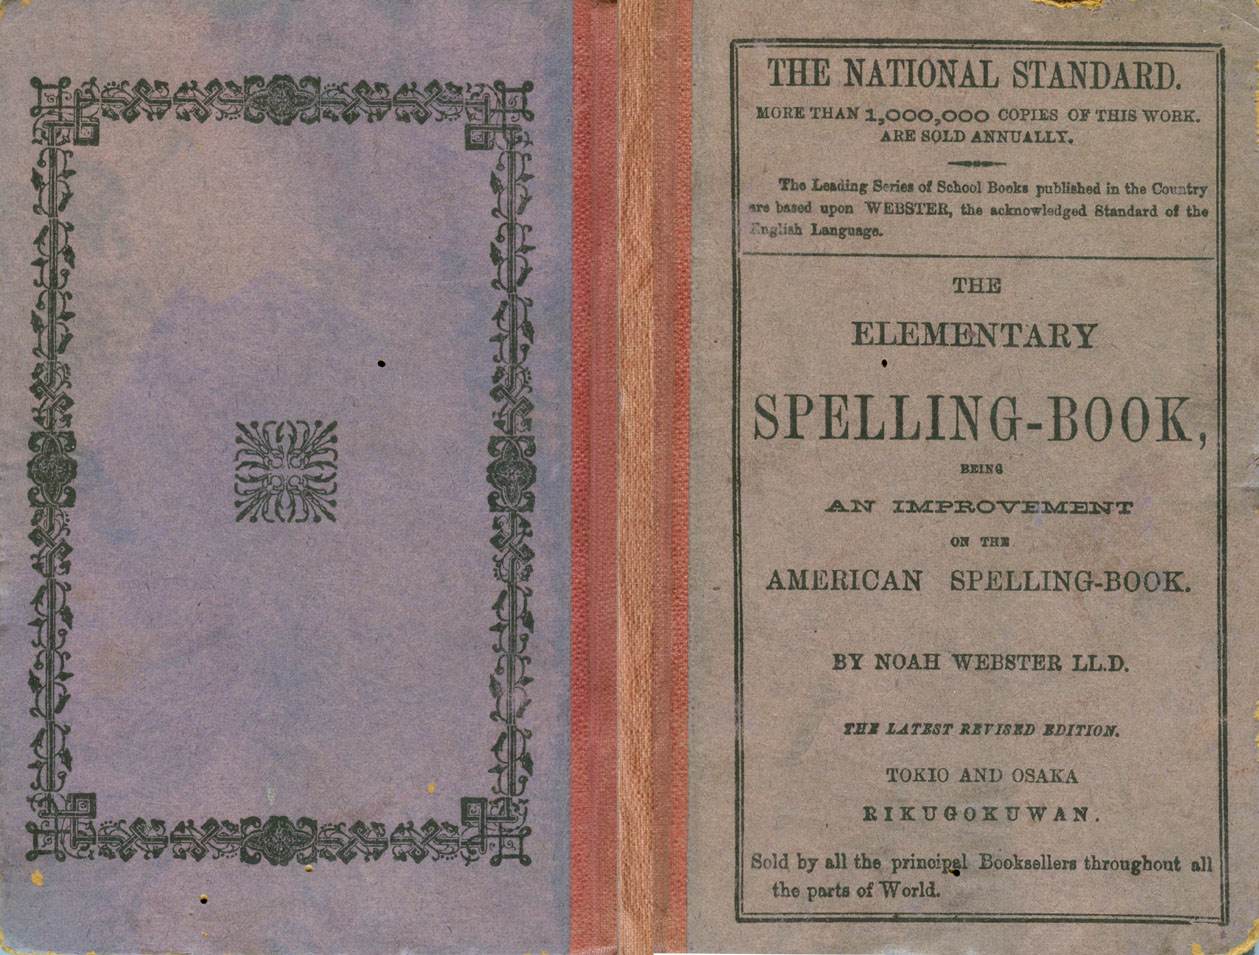 THE NATIONAL STANDARD.
MORE THAN 1,000,000 COPIES OF THIS WORK.
ARE SOLD ANNUALLY.
The Leading Series of School Books published in the Country
are based upon WEBSTER, the acknowledged Standard of the
English Language.
THE
ELEMENTARY
SPELLING-BOOK,
BEING
AN IMPROVEMENT
ON THE
AMERICAN SPELLING-BOOK.
BY NOAH WEBSTER LL.D.
THE LATEST REVISED EDITION.
TOKIO AND OSAKA
RIKUGOKUWAN.
Sold by all the principal Booksellers throughout all
the parts of World.